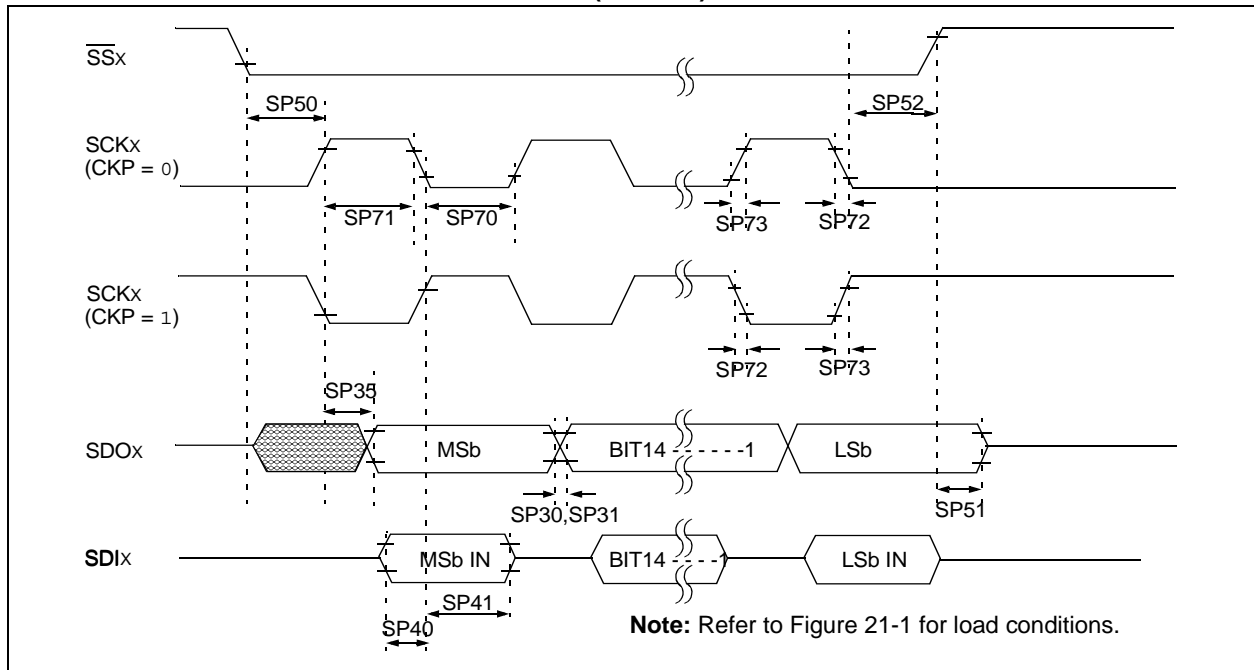 SSX
SP50
SP52
SCKX
(CKP = 0)
SP71
SP70
SP73
SP72
SCKX
(CKP = 1)
SP72
SP73
SP35
SDOX
MSb
BIT14 - - - - - -1
LSb
SP30,SP31
SP51
SDIX
MSb IN
BIT14 - - - -1
LSb IN
SP41
SP40
Note: Refer to Figure 21-1 for load conditions.